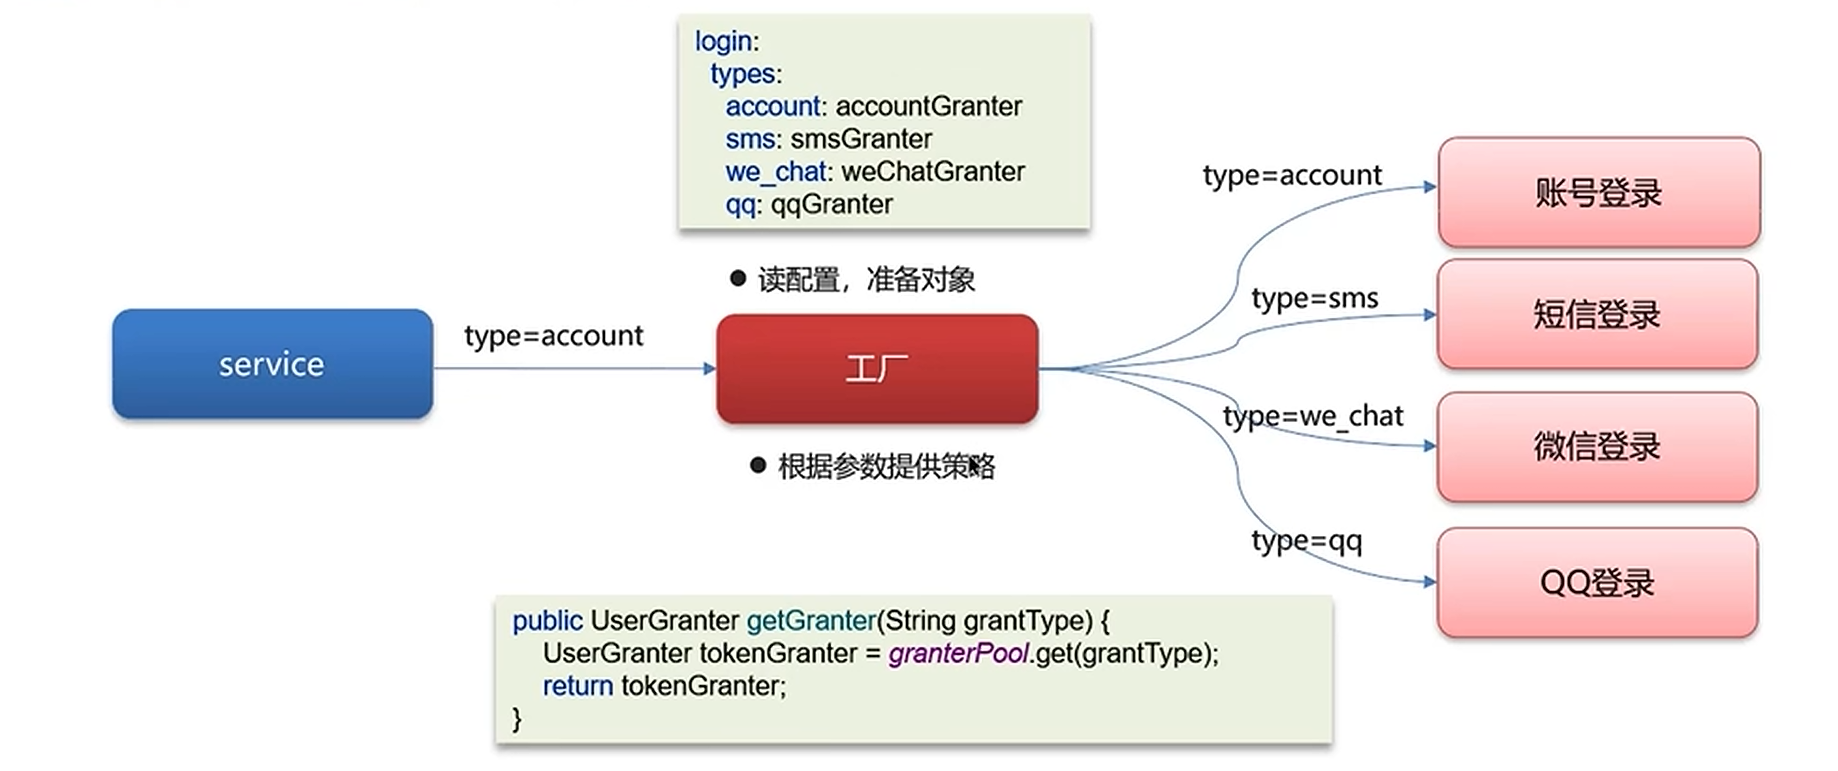 login:
types:
account: accountGranter
sms: smsGranter
we_chat: weChatGranter
qq: qqGranter
● 读配置，准备对象
service
type=account
工厂
● 根据参数提供策略
type=account
账号登录
type=sms
短信登录
type=we_chat
微信登录
type=qq
QQ登录
public UserGranter getGranter(String grantType) {
UserGranter tokenGranter = granterPool.get(grantType);
return tokenGranter;
}